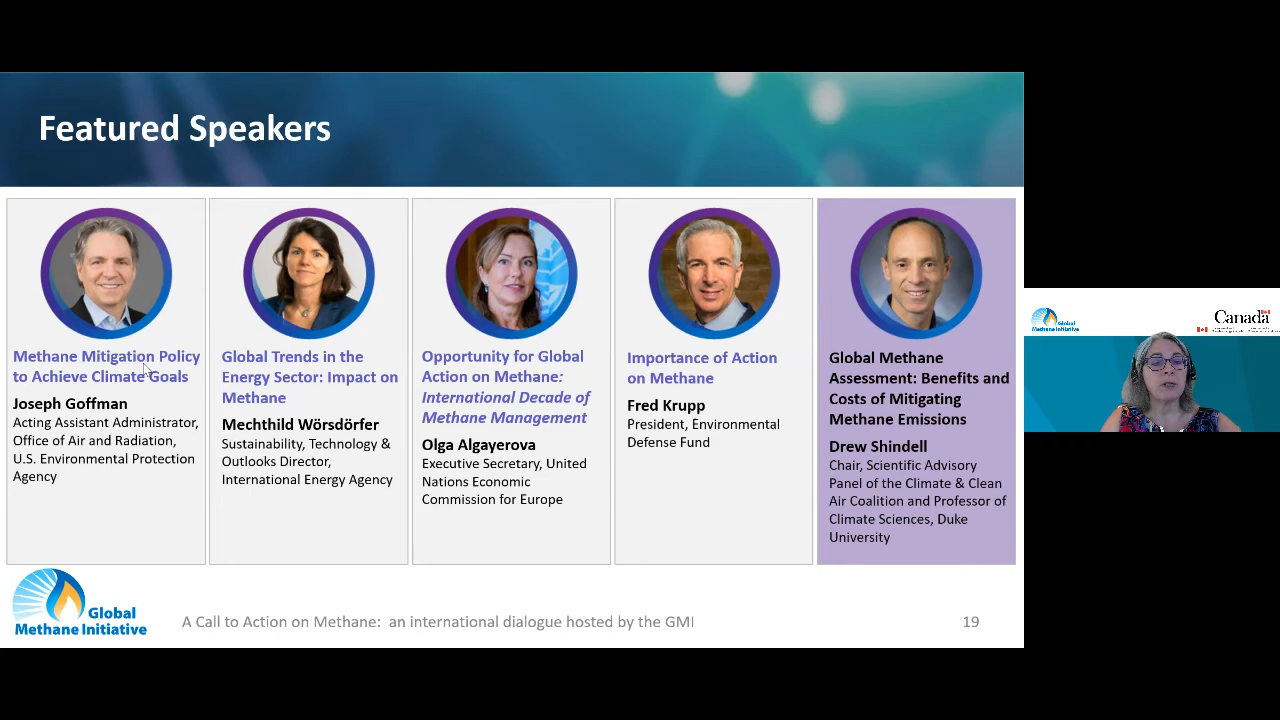 Featured Speakers
Methane Mitigation Policy
to Achieve Climate Goals
Joseph Goffman
Acting Assistant Administrator,
Office of Air and Radiation,
U.S. Environmental Protection
Agency
Global Trends in the
Energy Sector: Impact on
Methane
Mechthild Wörsdörfer
Sustainability, Technology &
Outlooks Director,
International Energy Agency
Opportunity for Global
Action on Methane:
International Decade of
Methane Management
Olga Algayerova
Executive Secretary, United
Nations Economic
Commission for Europe
Importance of Action
on Methane
Fred Krupp
President, Environmental
Defense Fund
Global Methane
Assessment: Benefits and
Costs of Mitigating
Methane Emissions
Drew Shindell
Chair, Scientific Advisory
Panel of the Climate & Clean
Air Coalition and Professor of
Climate Sciences, Duke
University
Global
Methane Initiative
A Call to Action on Methane: an international dialogue hosted by the GMI
19
Global
Methane Initiative
Canada